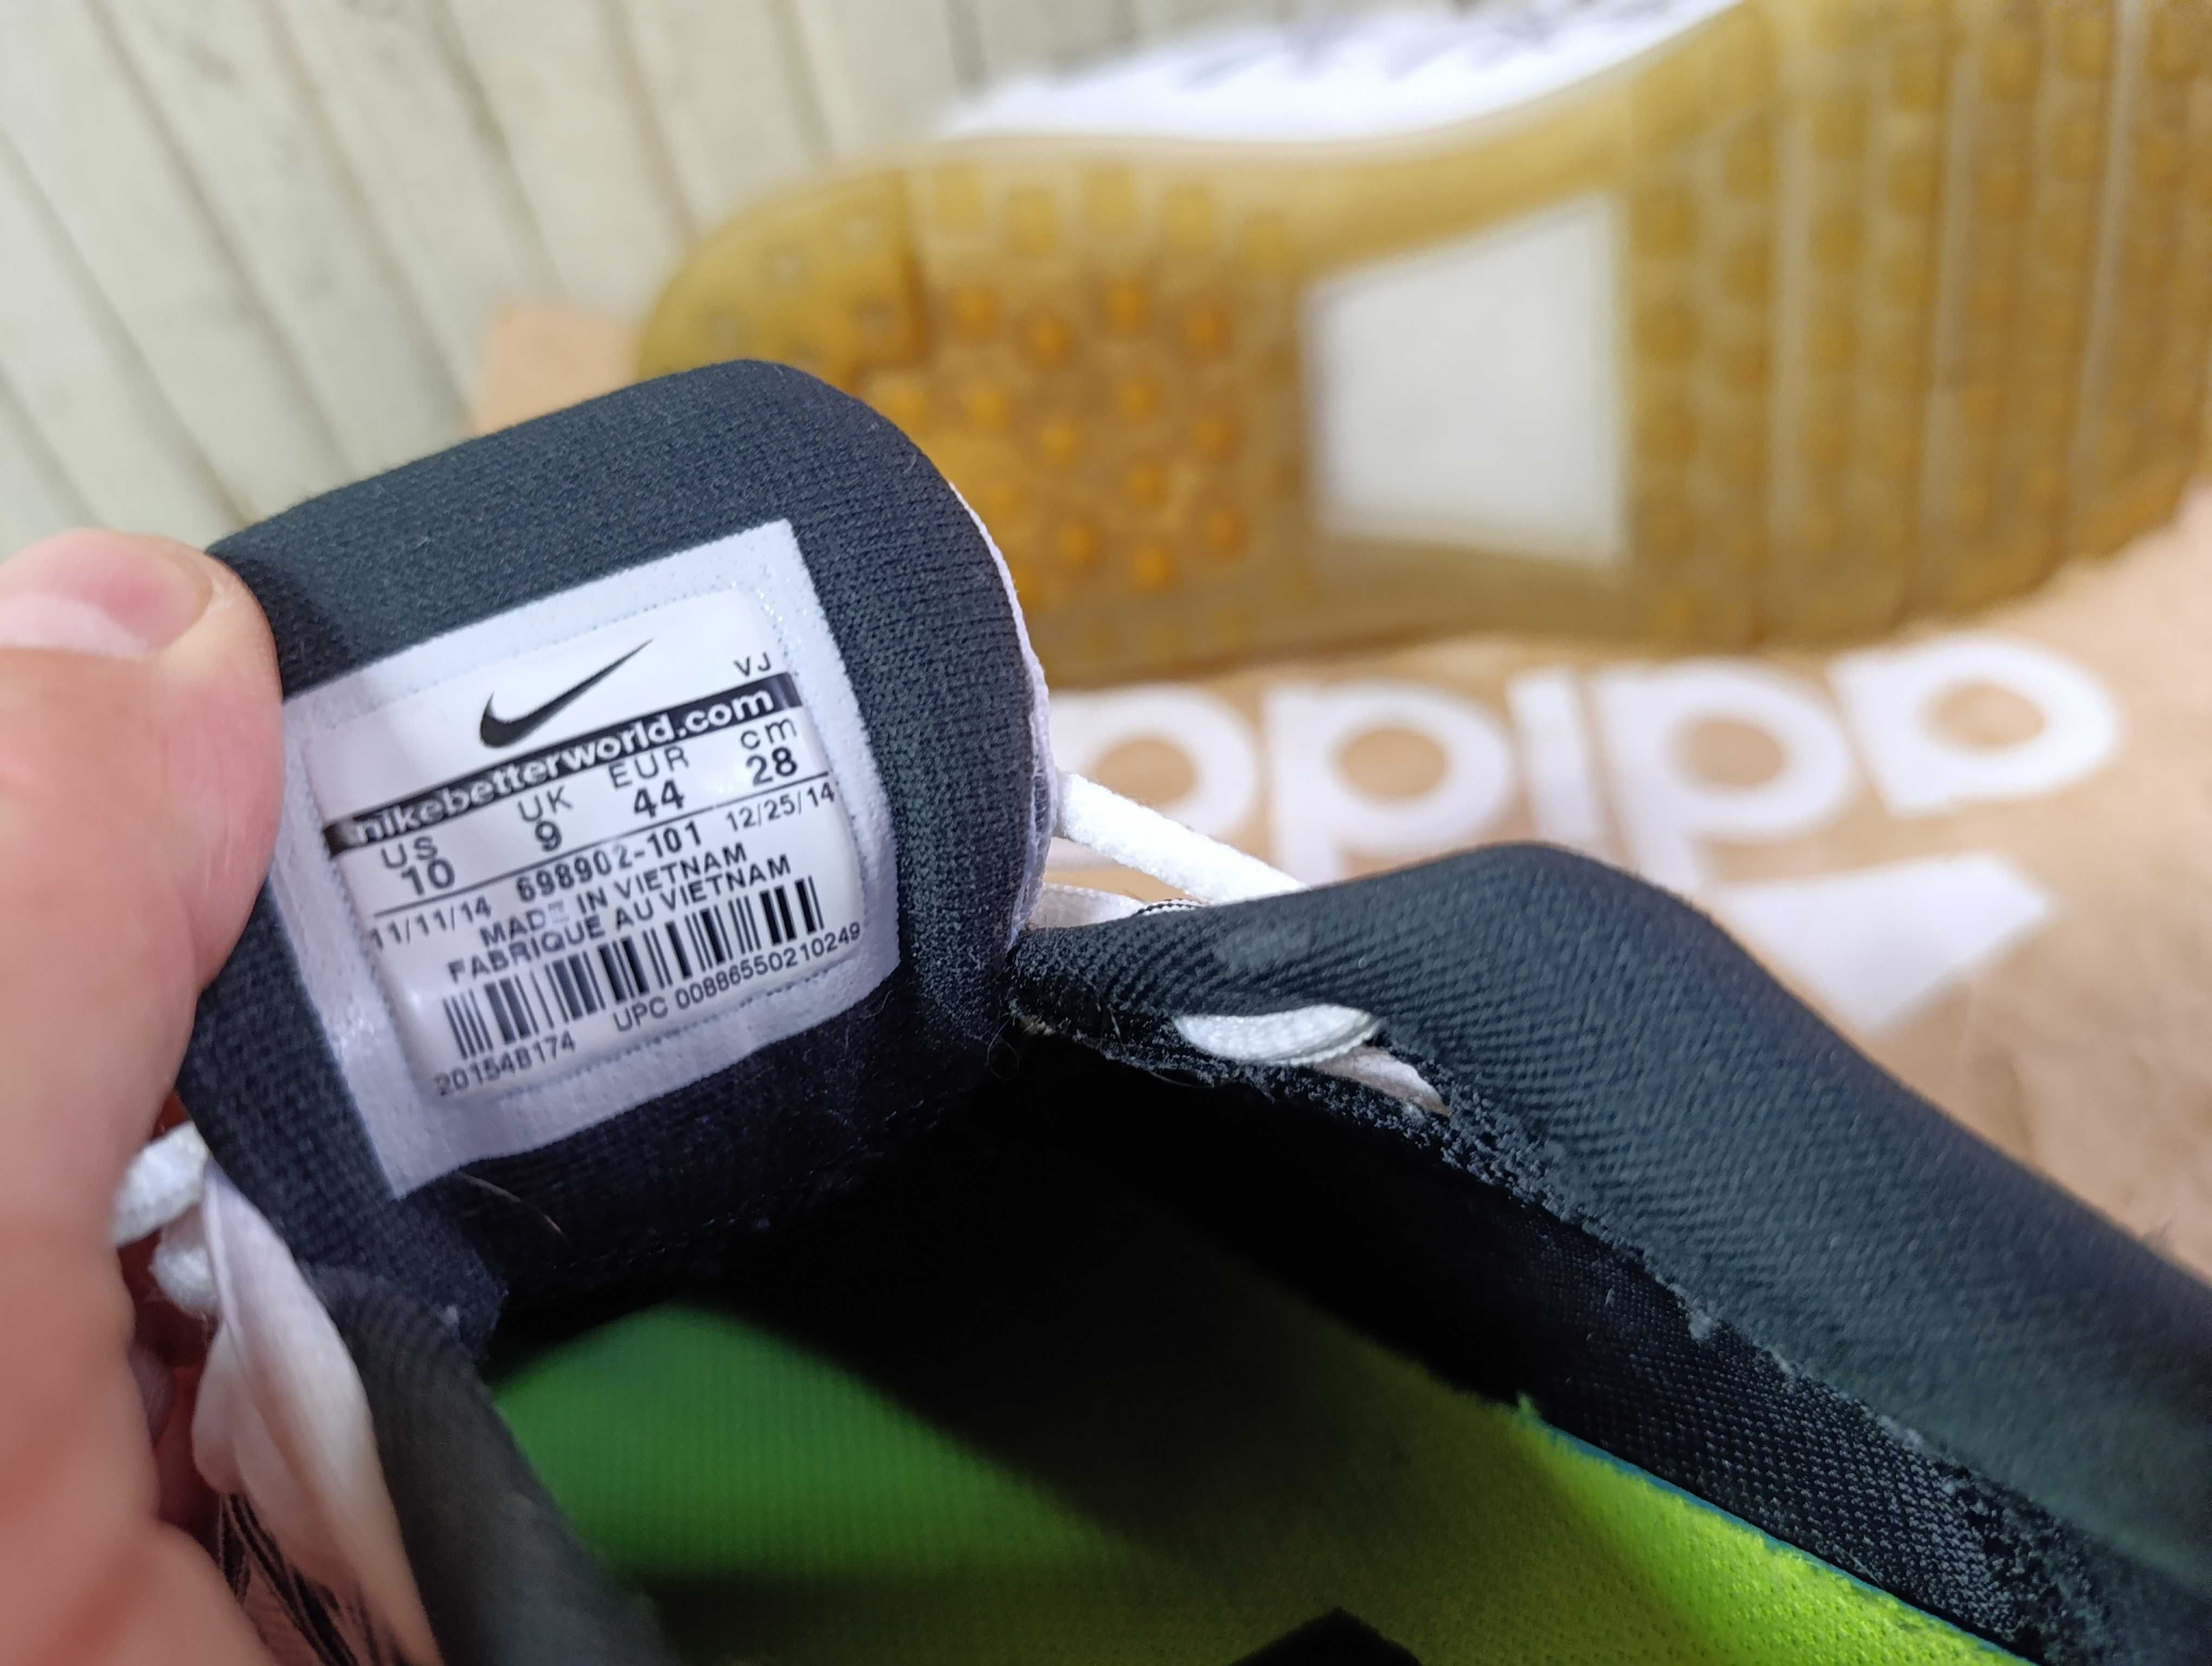 VJ
nikebetterworld.com
US UK EUR cm
10 9 44 28
11/11/14 698902-101 12/25/14
MADE IN VIETNAM
FABRIQUE AU VIETNAM
UPC 00886550210249
201548174
adidas